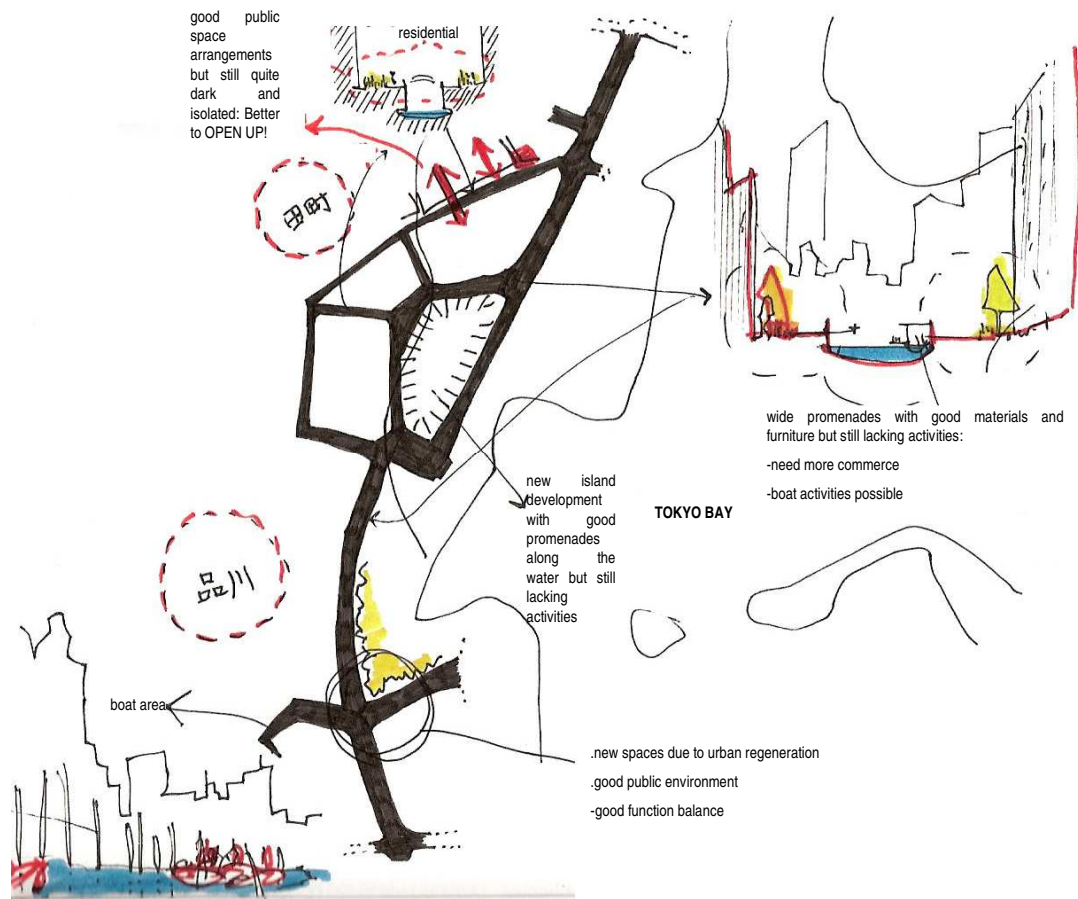 good public
space
arrangements
but still quite
dark and
isolated: Better
to OPEN UP!
residential
田町
wide promenades with good materials and
furniture but still lacking activities:
-need more commerce
-boat activities possible
new island
development
with good
promenades
along the
water but still
lacking
activities
TOKYO BAY
品川
boat area
.new spaces due to urban regeneration
.good public environment
-good function balance